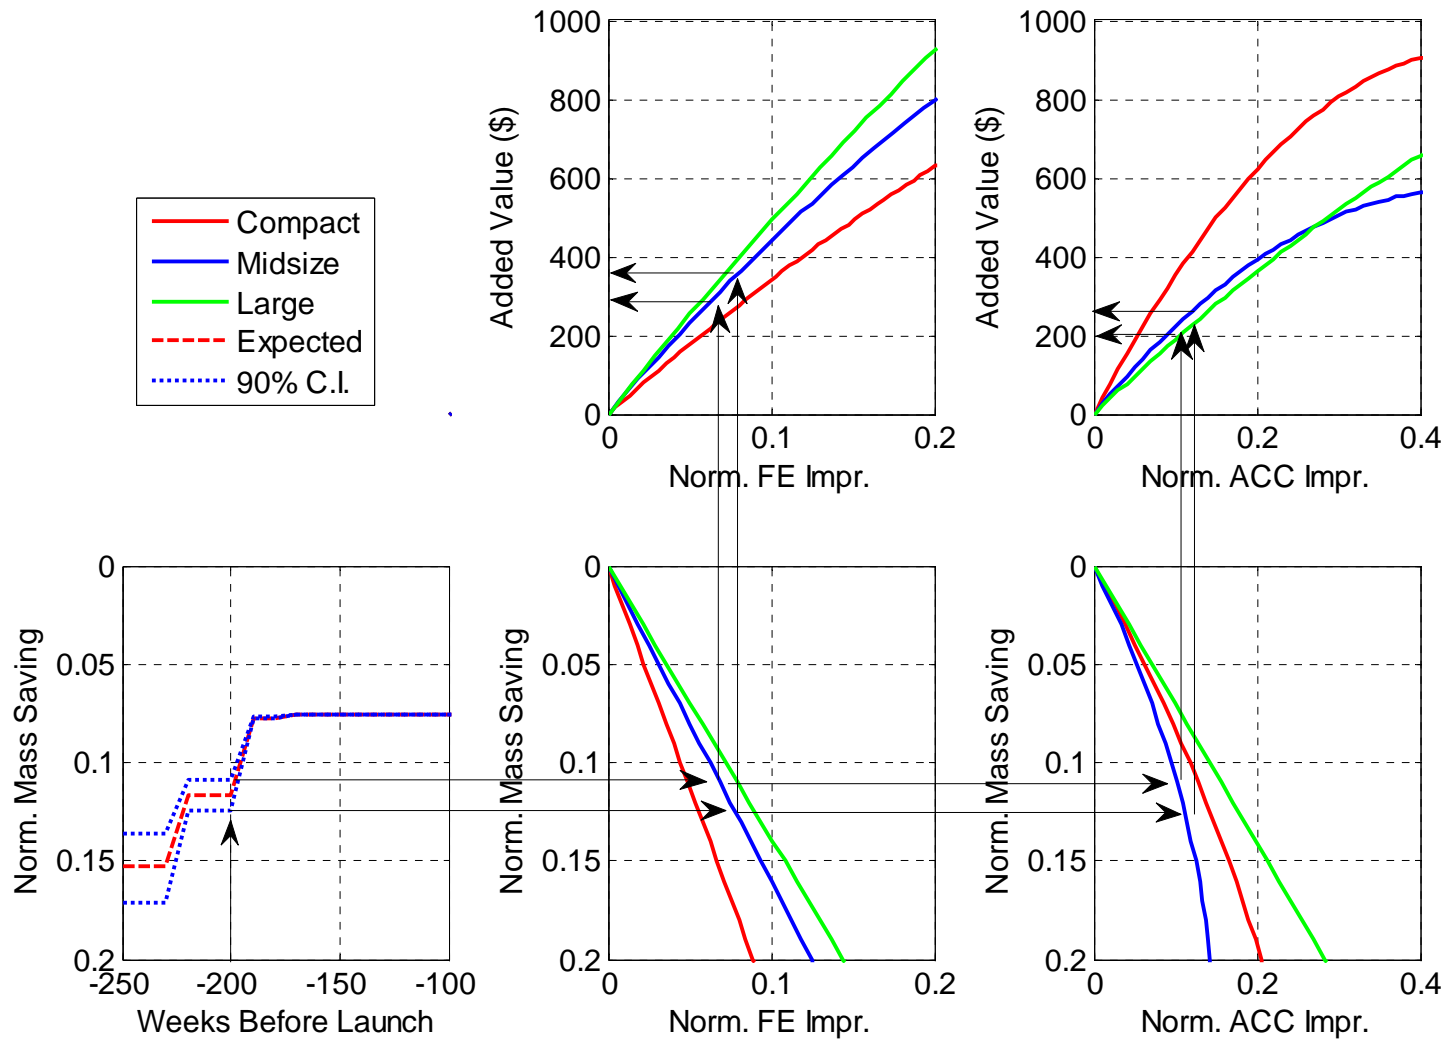 1000
800
600
400
200
0
Added Value ($)
0
0.1
0.2
Norm. FE Impr.
1000
800
600
400
200
0
Added Value ($)
0
0.2
0.4
Norm. ACC Impr.
Compact
Midsize
Large
Expected
90% C.I.
0
0.05
0.1
0.15
0.2
Norm. Mass Saving
-250
-200
-150
-100
Weeks Before Launch
0
0.05
0.1
0.15
0.2
Norm. Mass Saving
0
0.1
0.2
Norm. FE Impr.
0
0.05
0.1
0.15
0.2
Norm. Mass Saving
0
0.2
0.4
Norm. ACC Impr.